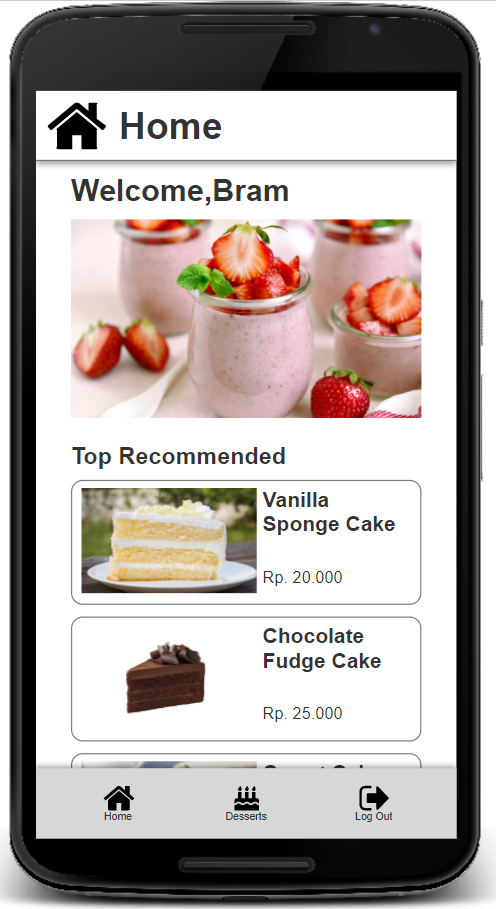 Home
Welcome,Bram
Top Recommended
Vanilla
Sponge Cake
Rp. 20.000
Chocolate
Fudge Cake
Rp. 25.000
Home
Desserts
Log Out